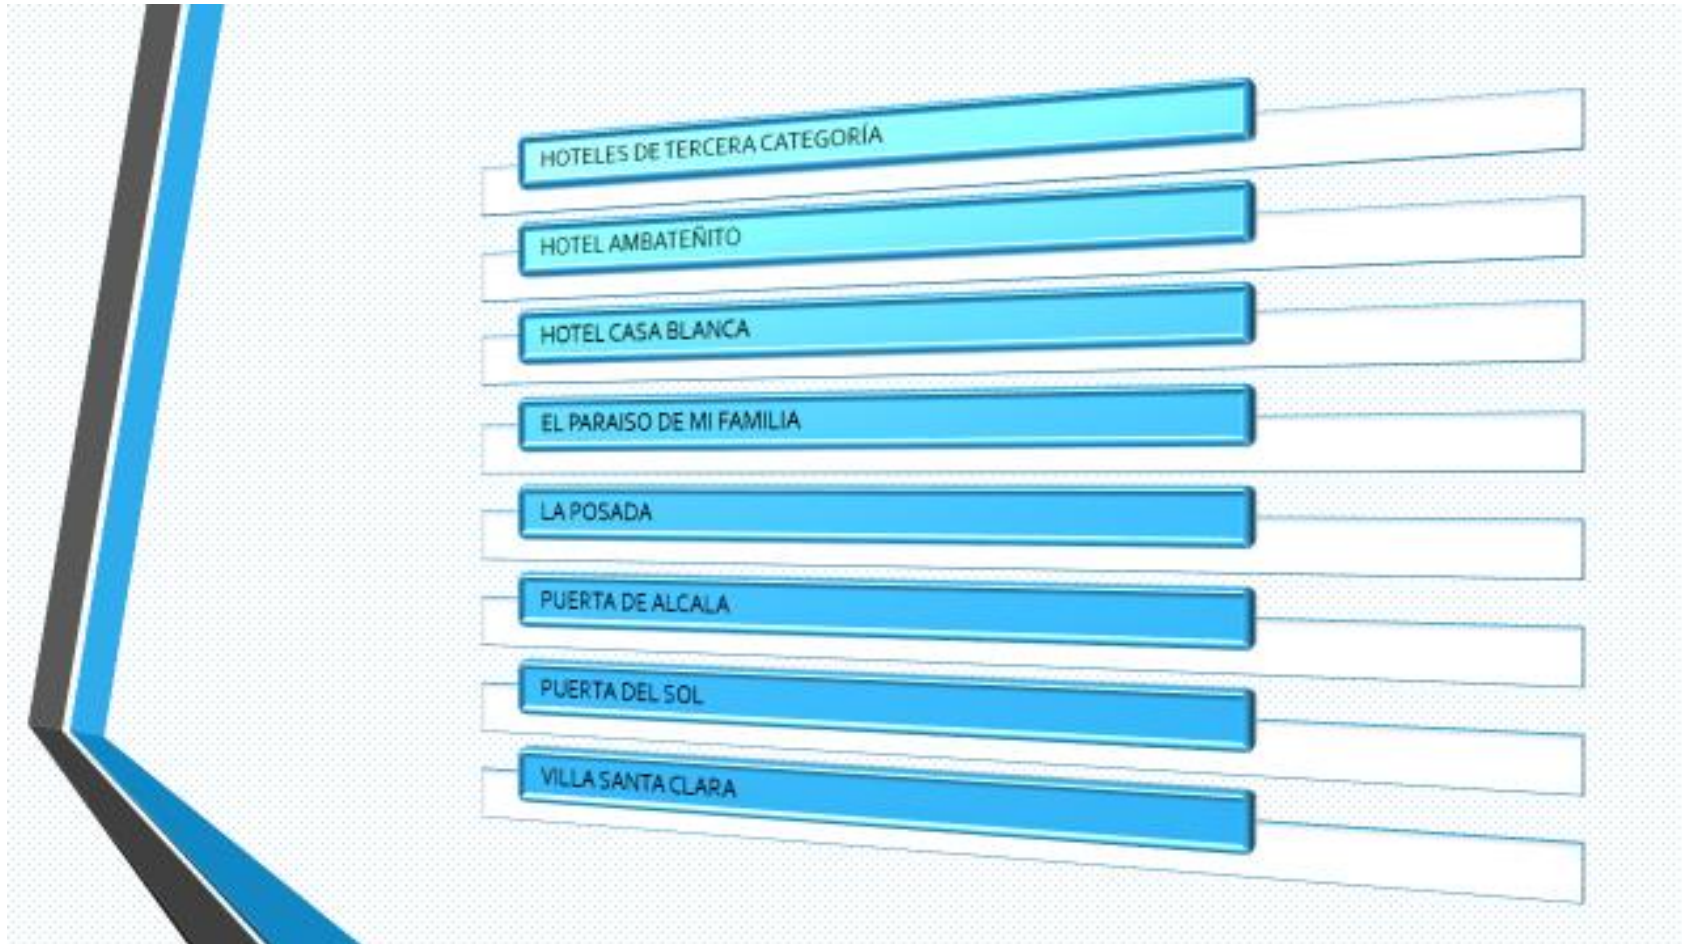 HOTELES DE TERCERA CATEGORÍA
HOTEL AMBATEÑITO
HOTEL CASA BLANCA
EL PARAISO DE MI FAMILIA
LA POSADA
PUERTA DE ALCALA
PUERTA DEL SOL
VILLA SANTA CLARA